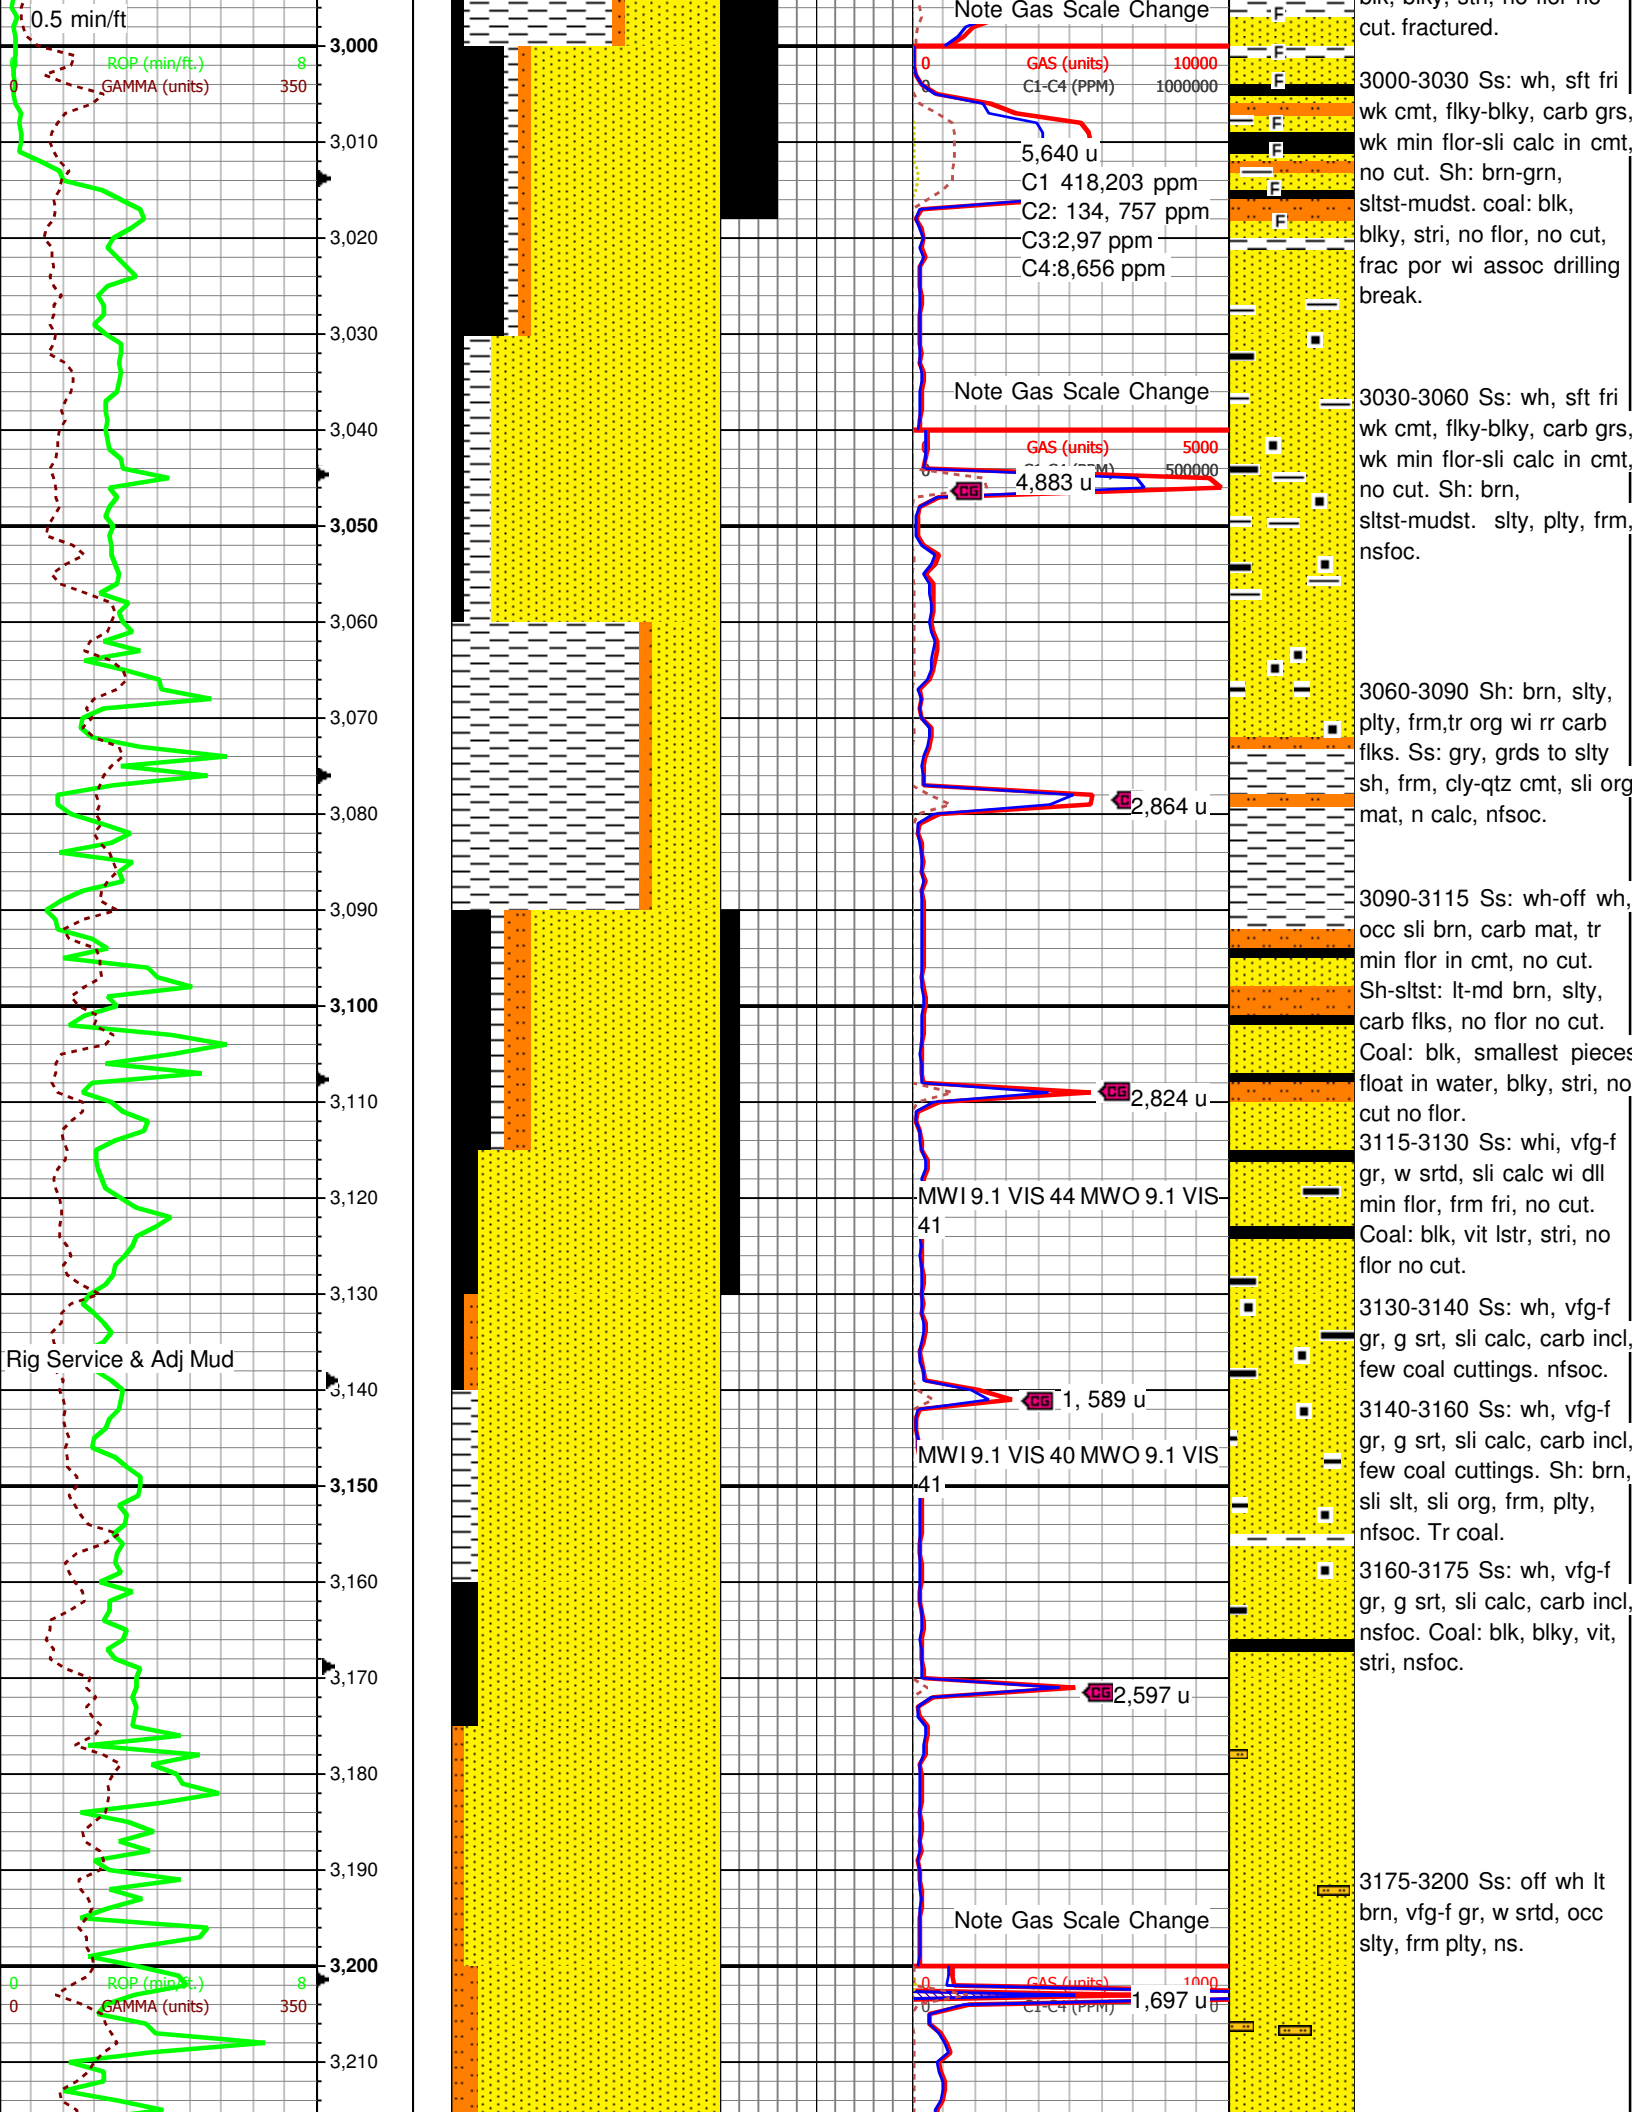 0.5 min/ft
0 ROP (min/ft.) 8
0 GAMMA (units) 350
Rig Service & Adj Mud
0 ROP (min/ft.) 8
0 GAMMA (units) 350
3,000
3,010
3,020
3,030
3,040
3,050
3,060
3,070
3,080
3,090
3,100
3,110
3,120
3,130
3,140
3,150
3,160
3,170
3,180
3,190
3,200
3,210
Note Gas Scale Change
0 GAS (units) 10000
0 C1-C4 (PPM) 1000000
5,640 u
C1 418,203 ppm
C2: 134, 757 ppm
C3:2,97 ppm
C4:8,656 ppm
Note Gas Scale Change
0 GAS (units) 5000
0 C1-C4 (PPM) 500000
4,883 u
CG
2,864 u
CG
2,824 u
MWI 9.1 VIS 44 MWO 9.1 VIS
41
CG
1, 589 u
MWI 9.1 VIS 40 MWO 9.1 VIS
41
CG
2,597 u
Note Gas Scale Change
0 GAS (units) 1000
0 C1-C4 (PPM)
1,697 u
F
F
F
F
F
F
F
cut. fractured.
3000-3030 Ss: wh, sft fri
wk cmt, flky-blky, carb grs,
wk min flor-sli calc in cmt,
no cut. Sh: brn-grn,
sltst-mudst. coal: blk,
blky, stri, no flor, no cut,
frac por wi assoc drilling
break.
3030-3060 Ss: wh, sft fri
wk cmt, flky-blky, carb grs,
wk min flor-sli calc in cmt,
no cut. Sh: brn,
sltst-mudst. slty, plty, frm,
nsfoc.
3060-3090 Sh: brn, slty,
plty, frm,tr org wi rr carb
flks. Ss: gry, grds to slty
sh, frm, cly-qtz cmt, sli org
mat, n calc, nfsoc.
3090-3115 Ss: wh-off wh,
occ sli brn, carb mat, tr
min flor in cmt, no cut.
Sh-sltst: lt-md brn, slty,
carb flks, no flor no cut.
Coal: blk, smallest pieces
float in water, blky, stri, no
cut no flor.
3115-3130 Ss: whi, vfg-f
gr, w srtd, sli calc wi dll
min flor, frm fri, no cut.
Coal: blk, vit lstr, stri, no
flor no cut.
3130-3140 Ss: wh, vfg-f
gr, g srt, sli calc, carb incl,
few coal cuttings. nfsoc.
3140-3160 Ss: wh, vfg-f
gr, g srt, sli calc, carb incl,
few coal cuttings. Sh: brn,
sli slt, sli org, frm, plty,
nfsoc. Tr coal.
3160-3175 Ss: wh, vfg-f
gr, g srt, sli calc, carb incl,
nsfoc. Coal: blk, blky, vit,
stri, nsfoc.
3175-3200 Ss: off wh lt
brn, vfg-f gr, w srtd, occ
slty, frm plty, ns.